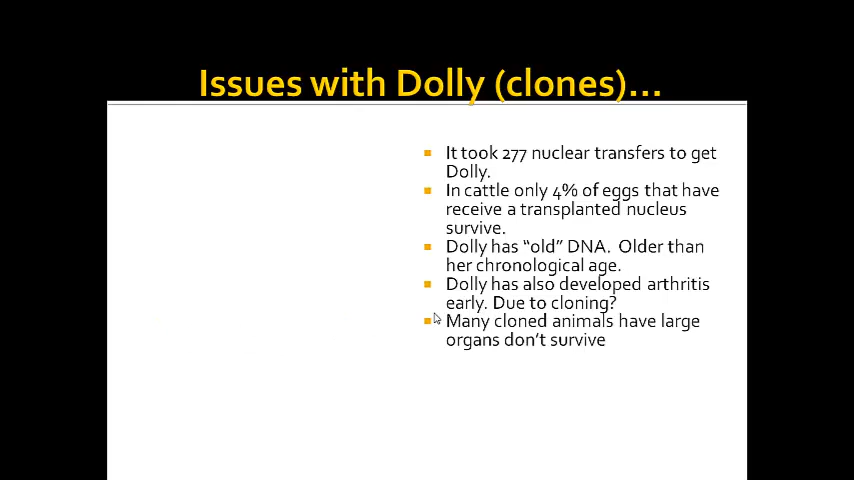 Issues with Dolly (clones)...
It took 277 nuclear transfers to get
Dolly.
In cattle only 4% of eggs that have
receive a transplanted nucleus
survive.
Dolly has “old” DNA.  Older than
her chronological age.
Dolly has also developed arthritis
early. Due to cloning?
Many cloned animals have large
organs don’t survive